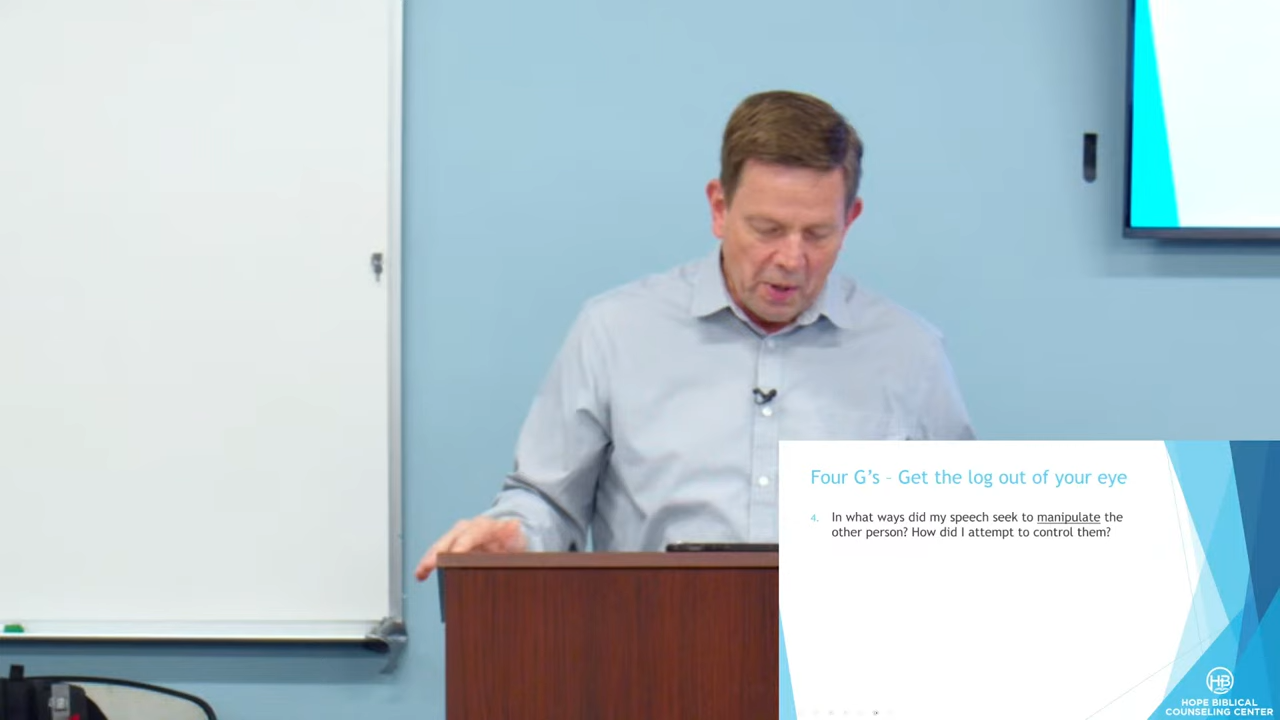 Four G's – Get the log out of your eye
4. In what ways did my speech seek to manipulate the
other person? How did I attempt to control them?
HB
HOPE BIBLICAL
COUNSELING CENTER